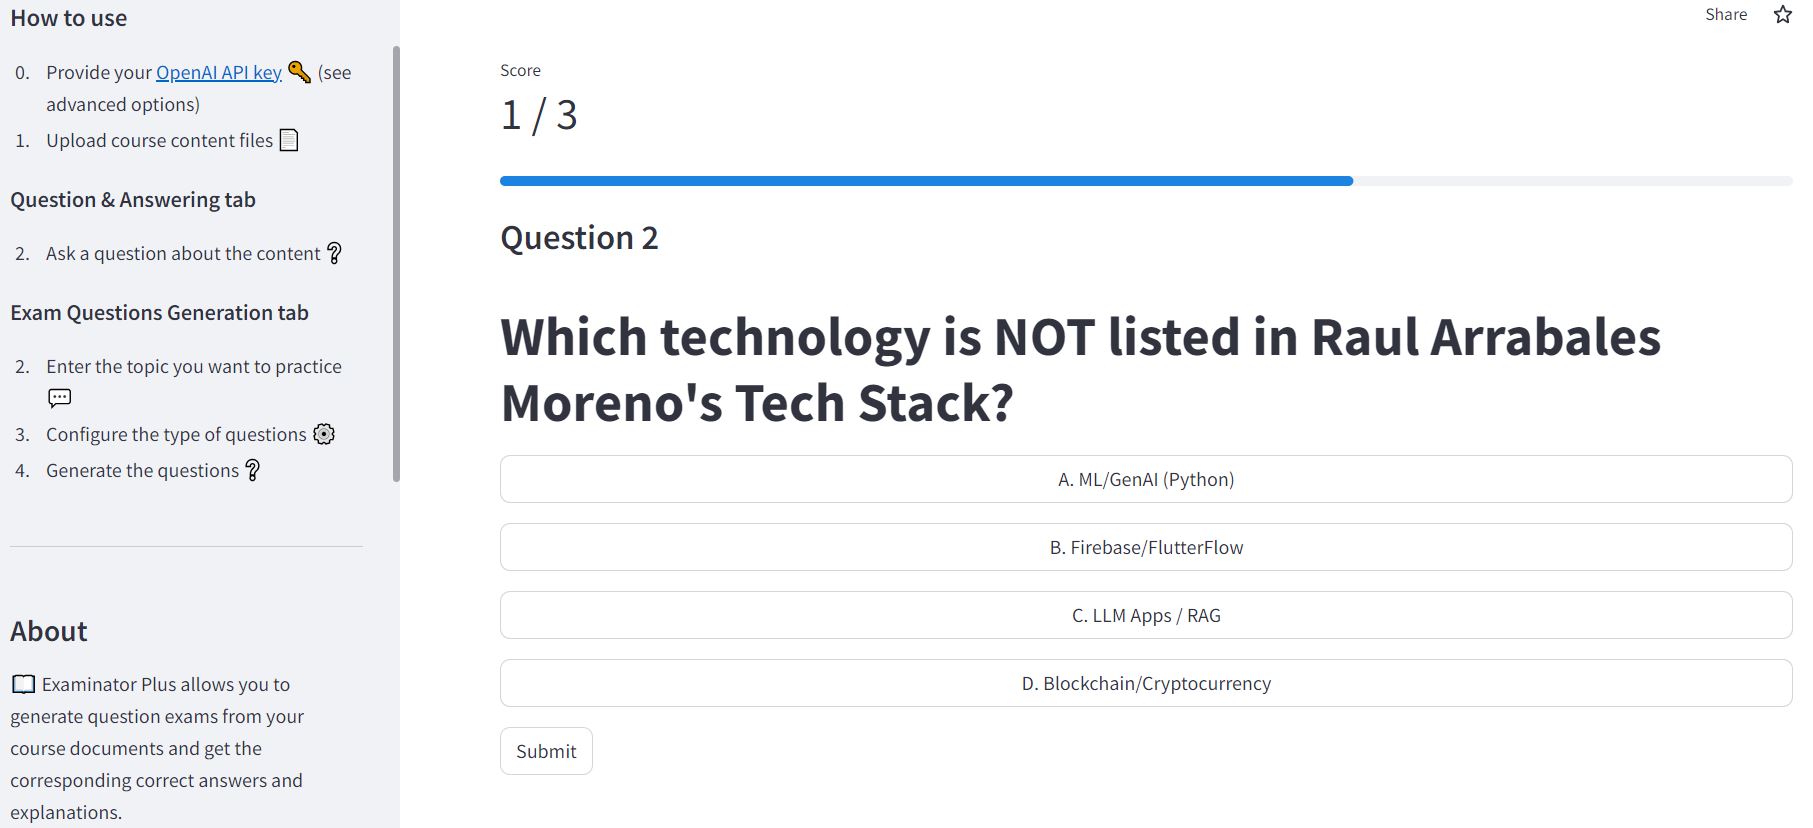 How to use
0. Provide your OpenAI API key 🔑 (see
advanced options)
1. Upload course content files 📄
Question & Answering tab
2. Ask a question about the content ❓
Exam Questions Generation tab
2. Enter the topic you want to practice
💬
3. Configure the type of questions ⚙️
4. Generate the questions ❓
About
📖 Examinator Plus allows you to
generate question exams from your
course documents and get the
corresponding correct answers and
explanations.
Share
Score
1 / 3
Question 2
Which technology is NOT listed in Raul Arrabales
Moreno's Tech Stack?
A. ML/GenAI (Python)
B. Firebase/FlutterFlow
C. LLM Apps / RAG
D. Blockchain/Cryptocurrency
Submit